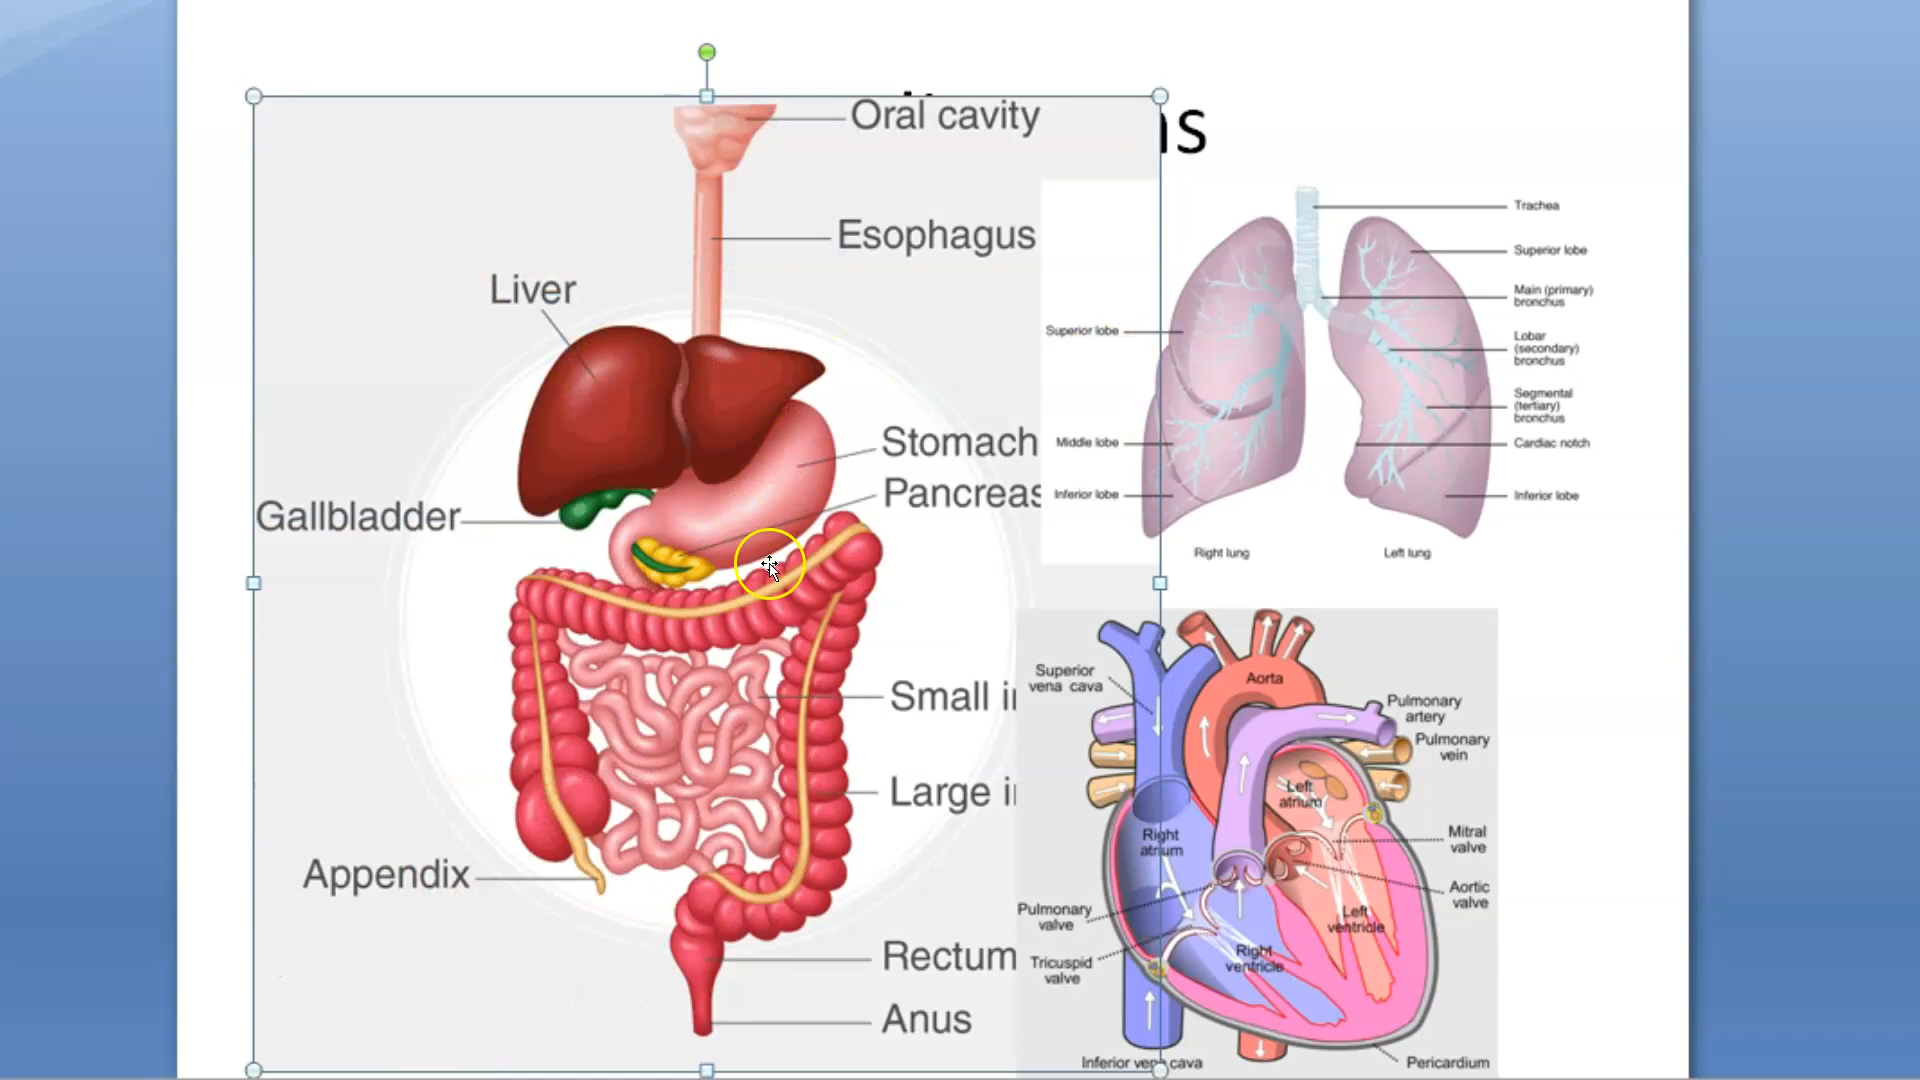 Oral cavity
Esophagus
Liver
Stomach
Pancreas
Gallbladder
Small
Large
Appendix
Rectum
Anus
Trachea
Superior lobe
Main (primary)
bronchus
Lobar
(secondary)
bronchus
Segmental
(tertiary)
bronchus
Cardiac notch
Inferior lobe
Superior lobe
Middle lobe
Inferior lobe
Right lung
Left lung
Superior
vena cava
Aorta
Pulmonary
artery
Pulmonary
vein
Left
atrium
Right
atrium
Mitral
valve
Aortic
valve
Pulmonary
valve
Left
ventricle
Tricuspid
valve
Right
ventricle
Inferior vena cava
Pericardium